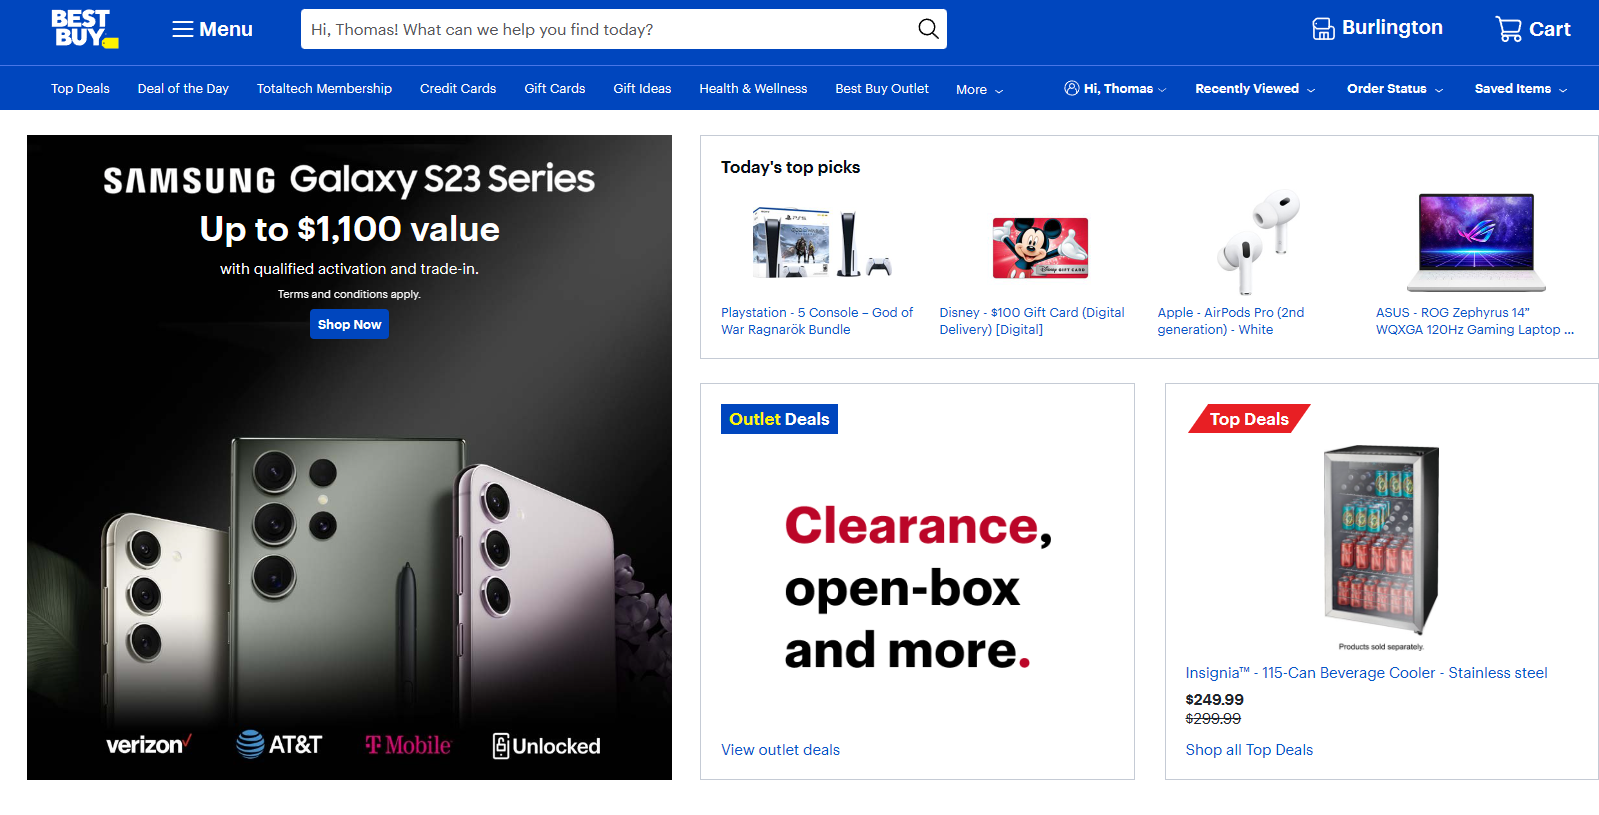 BEST
BUY
Menu
Hi, Thomas! What can we help you find today?
Burlington
Cart
Top Deals
Deal of the Day
Totaltech Membership
Credit Cards
Gift Cards
Gift Ideas
Health & Wellness
Best Buy Outlet
More
Hi, Thomas
Recently Viewed
Order Status
Saved Items
SAMSUNG Galaxy S23 Series
Up to $1,100 value
with qualified activation and trade-in.
Terms and conditions apply.
Shop Now
verizon
AT&T
T Mobile
Unlocked
Today's top picks
Playstation - 5 Console – God of
War Ragnarök Bundle
Disney GIFT CARD
Disney - $100 Gift Card (Digital
Delivery) [Digital]
Apple - AirPods Pro (2nd
generation) - White
ASUS - ROG Zephyrus 14"
WQXGA 120Hz Gaming Laptop ...
Outlet Deals
Clearance,
open-box
and more.
View outlet deals
Top Deals
Products sold separately.
Insignia™ - 115-Can Beverage Cooler - Stainless steel
$249.99
$299.99
Shop all Top Deals